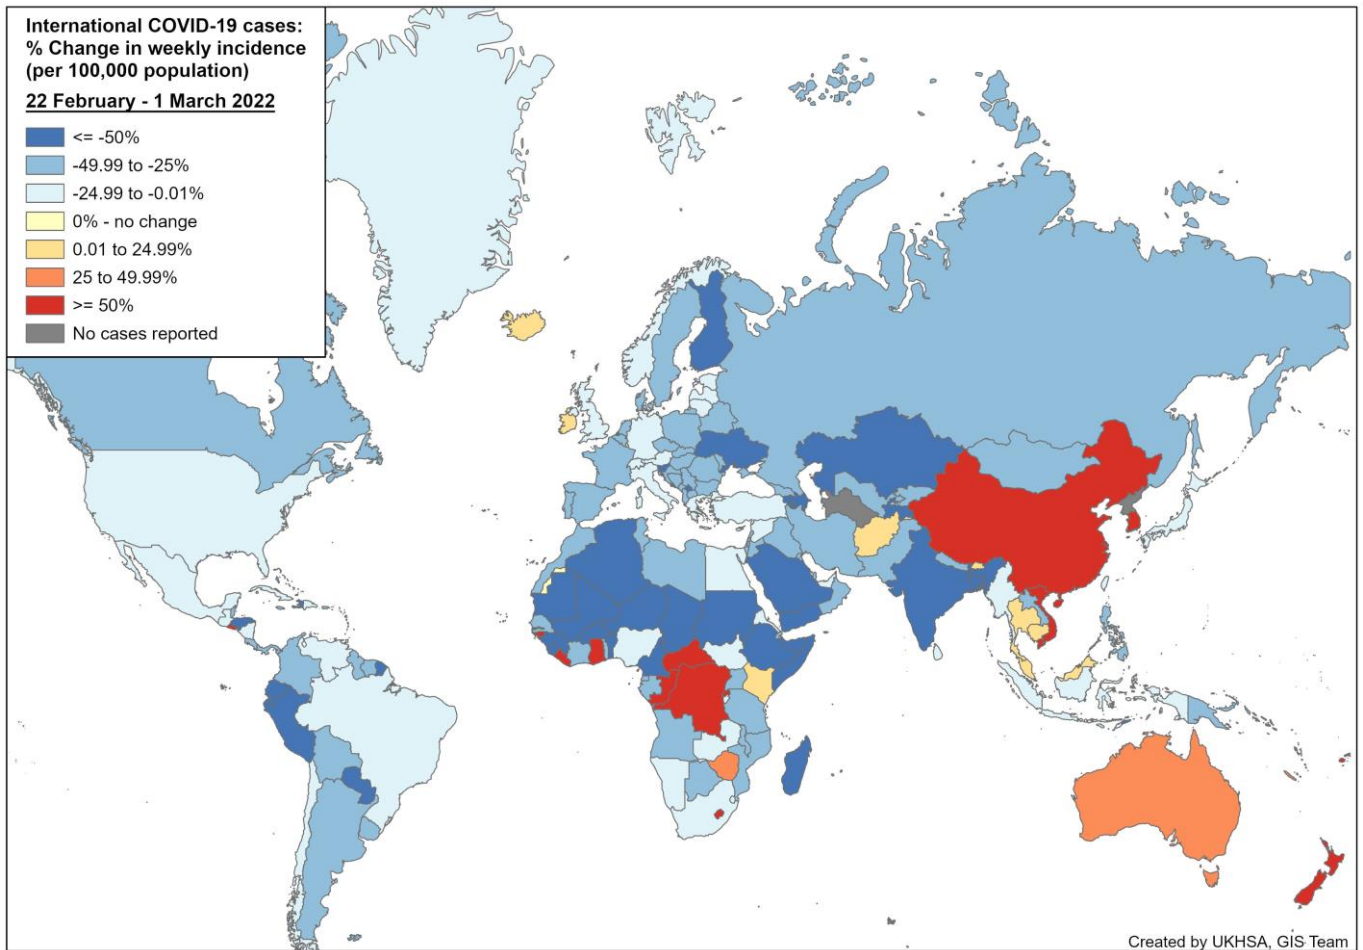 International COVID-19 cases:
% Change in weekly incidence
(per 100,000 population)
22 February - 1 March 2022
<= -50%
-49.99 to -25%
-24.99 to -0.01%
0% - no change
0.01 to 24.99%
25 to 49.99%
>= 50%
No cases reported
Created by UKHSA, GIS Team